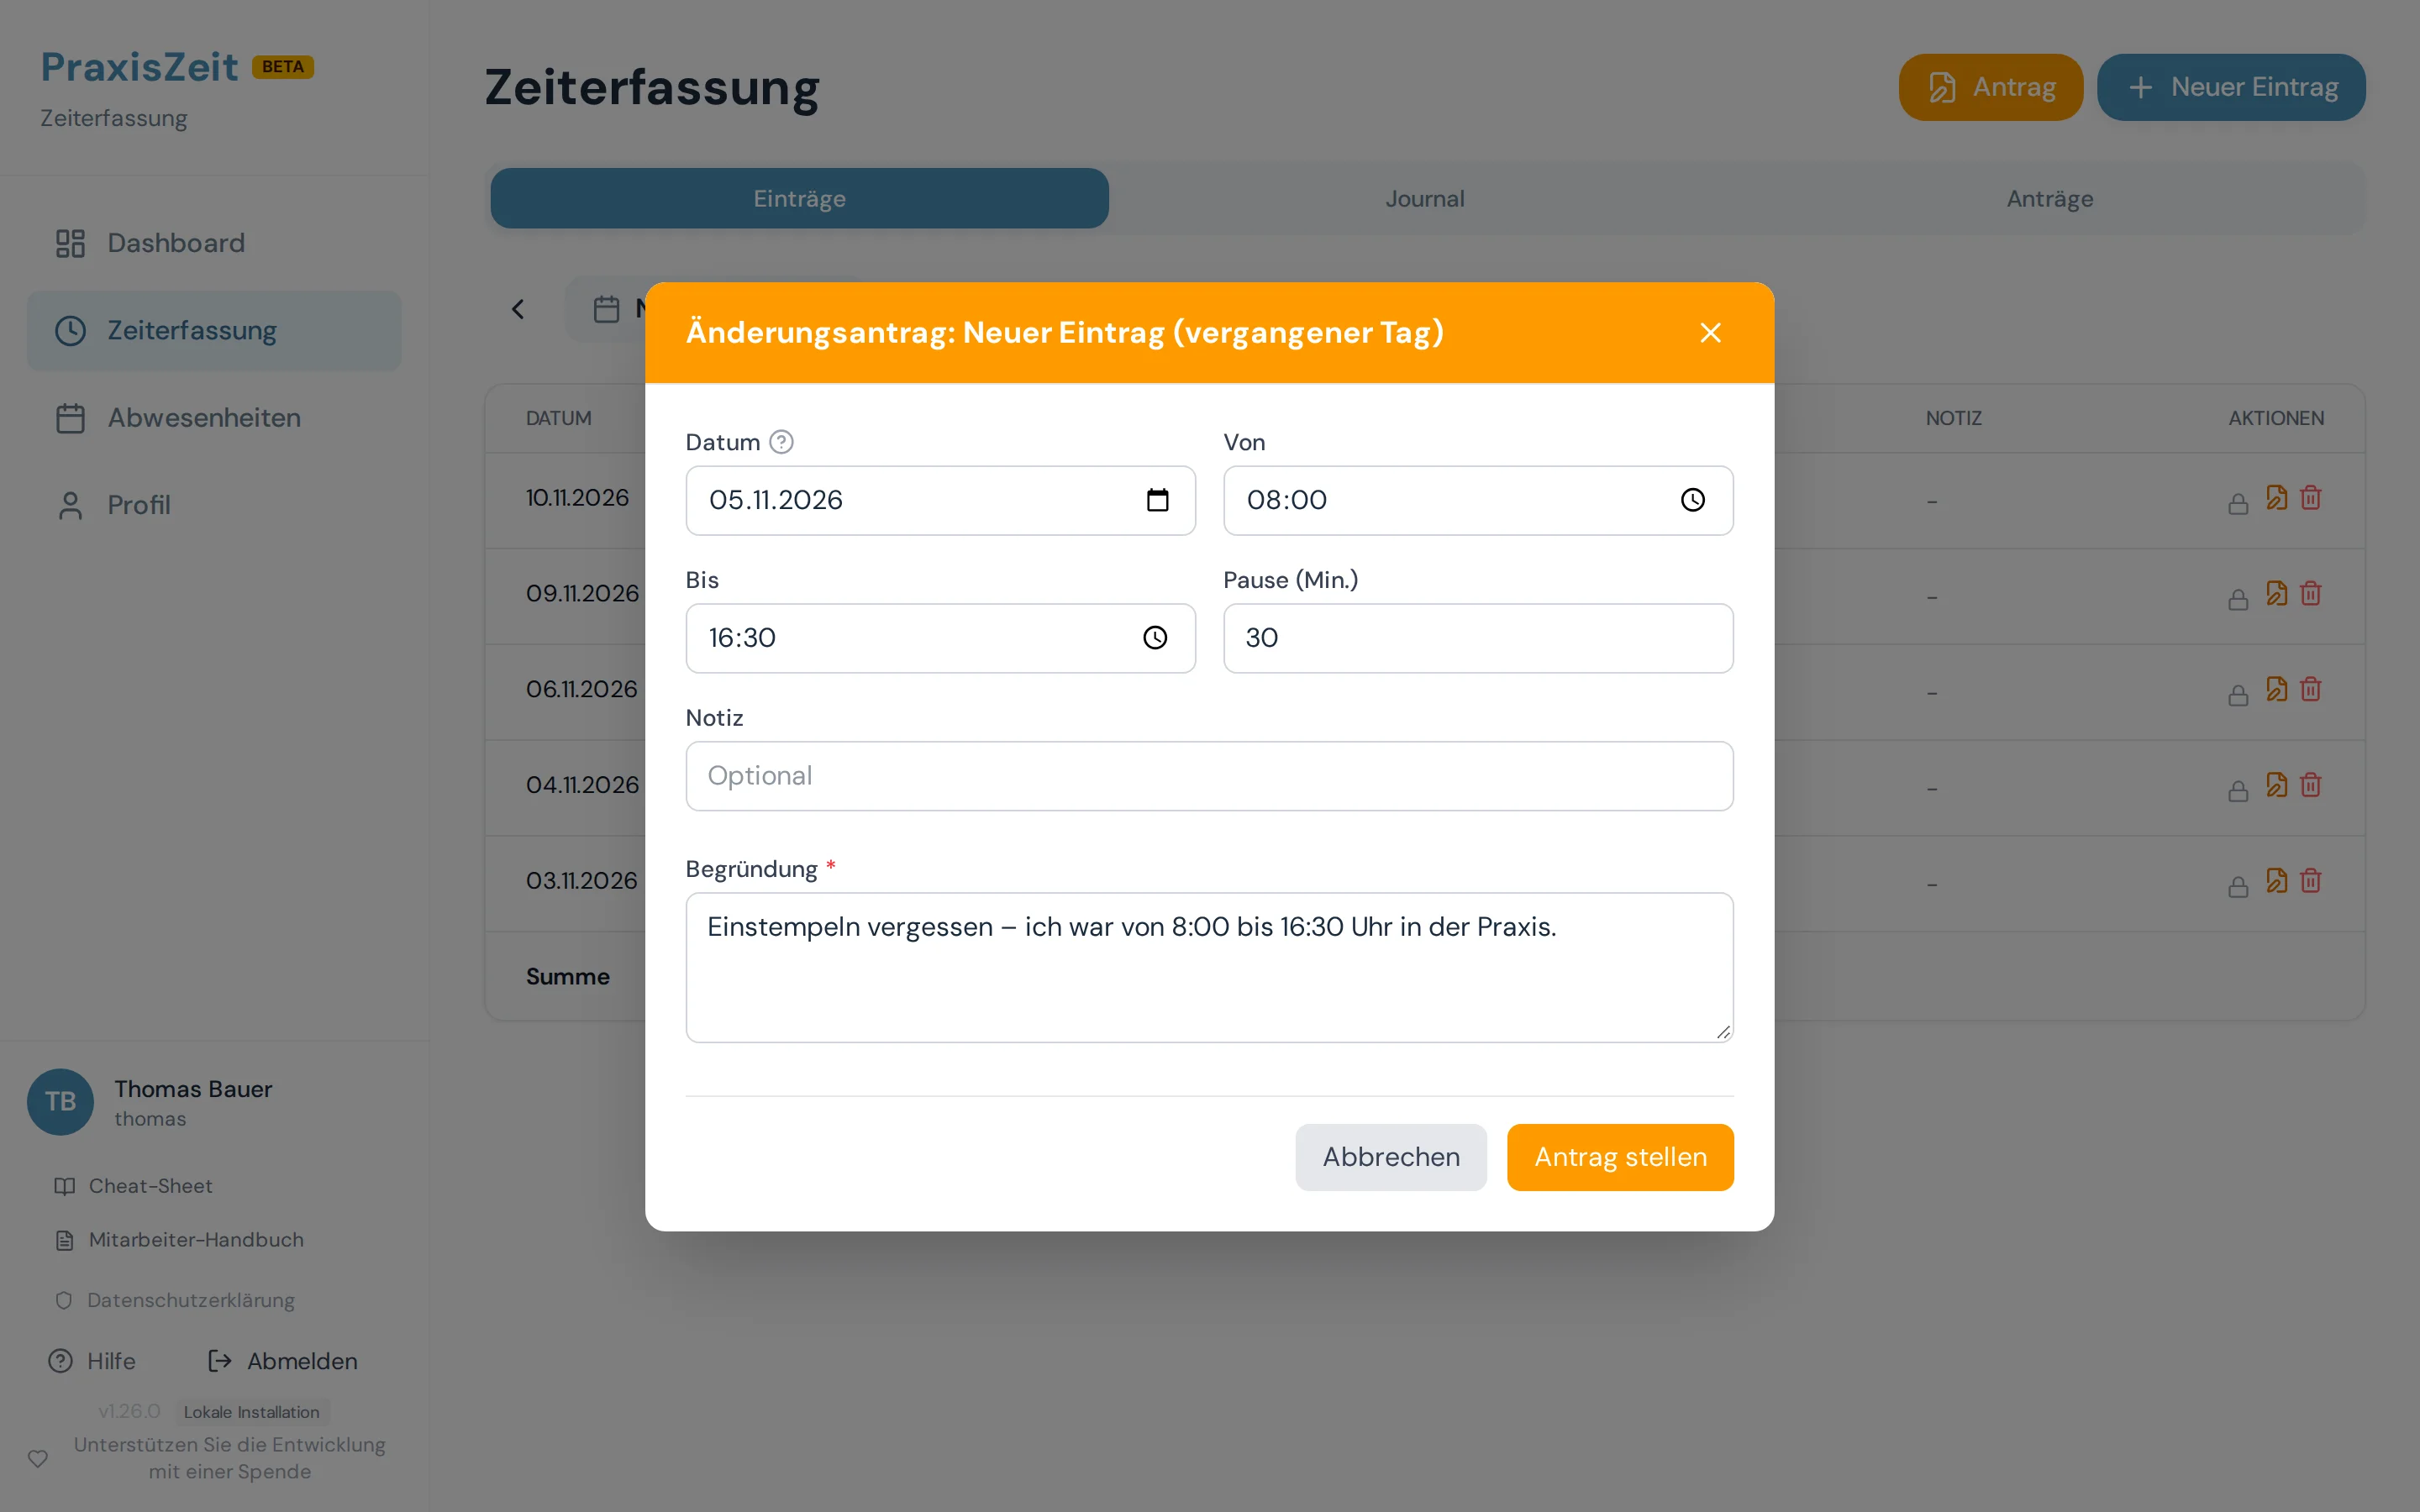 PraxisZeit BETA
Zeiterfassung
Dashboard
Zeiterfassung
Abwesenheiten
Profil
TB
Thomas Bauer
thomas
Cheat-Sheet
Mitarbeiter-Handbuch
Datenschutzerklärung
Hilfe
Abmelden
v1.26.0 Lokale Installation
Unterstützen Sie die Entwicklung
mit einer Spende
Zeiterfassung
Antrag
Neuer Eintrag
Einträge
Journal
Anträge
DATUM
NOTIZ
AKTIONEN
10.11.2026
-
09.11.2026
-
06.11.2026
-
04.11.2026
-
03.11.2026
-
Summe
Änderungsantrag: Neuer Eintrag (vergangener Tag)
Datum
Von
05.11.2026
08:00
Bis
Pause (Min.)
16:30
30
Notiz
Optional
Begründung *
Einstempeln vergessen – ich war von 8:00 bis 16:30 Uhr in der Praxis.
Abbrechen
Antrag stellen